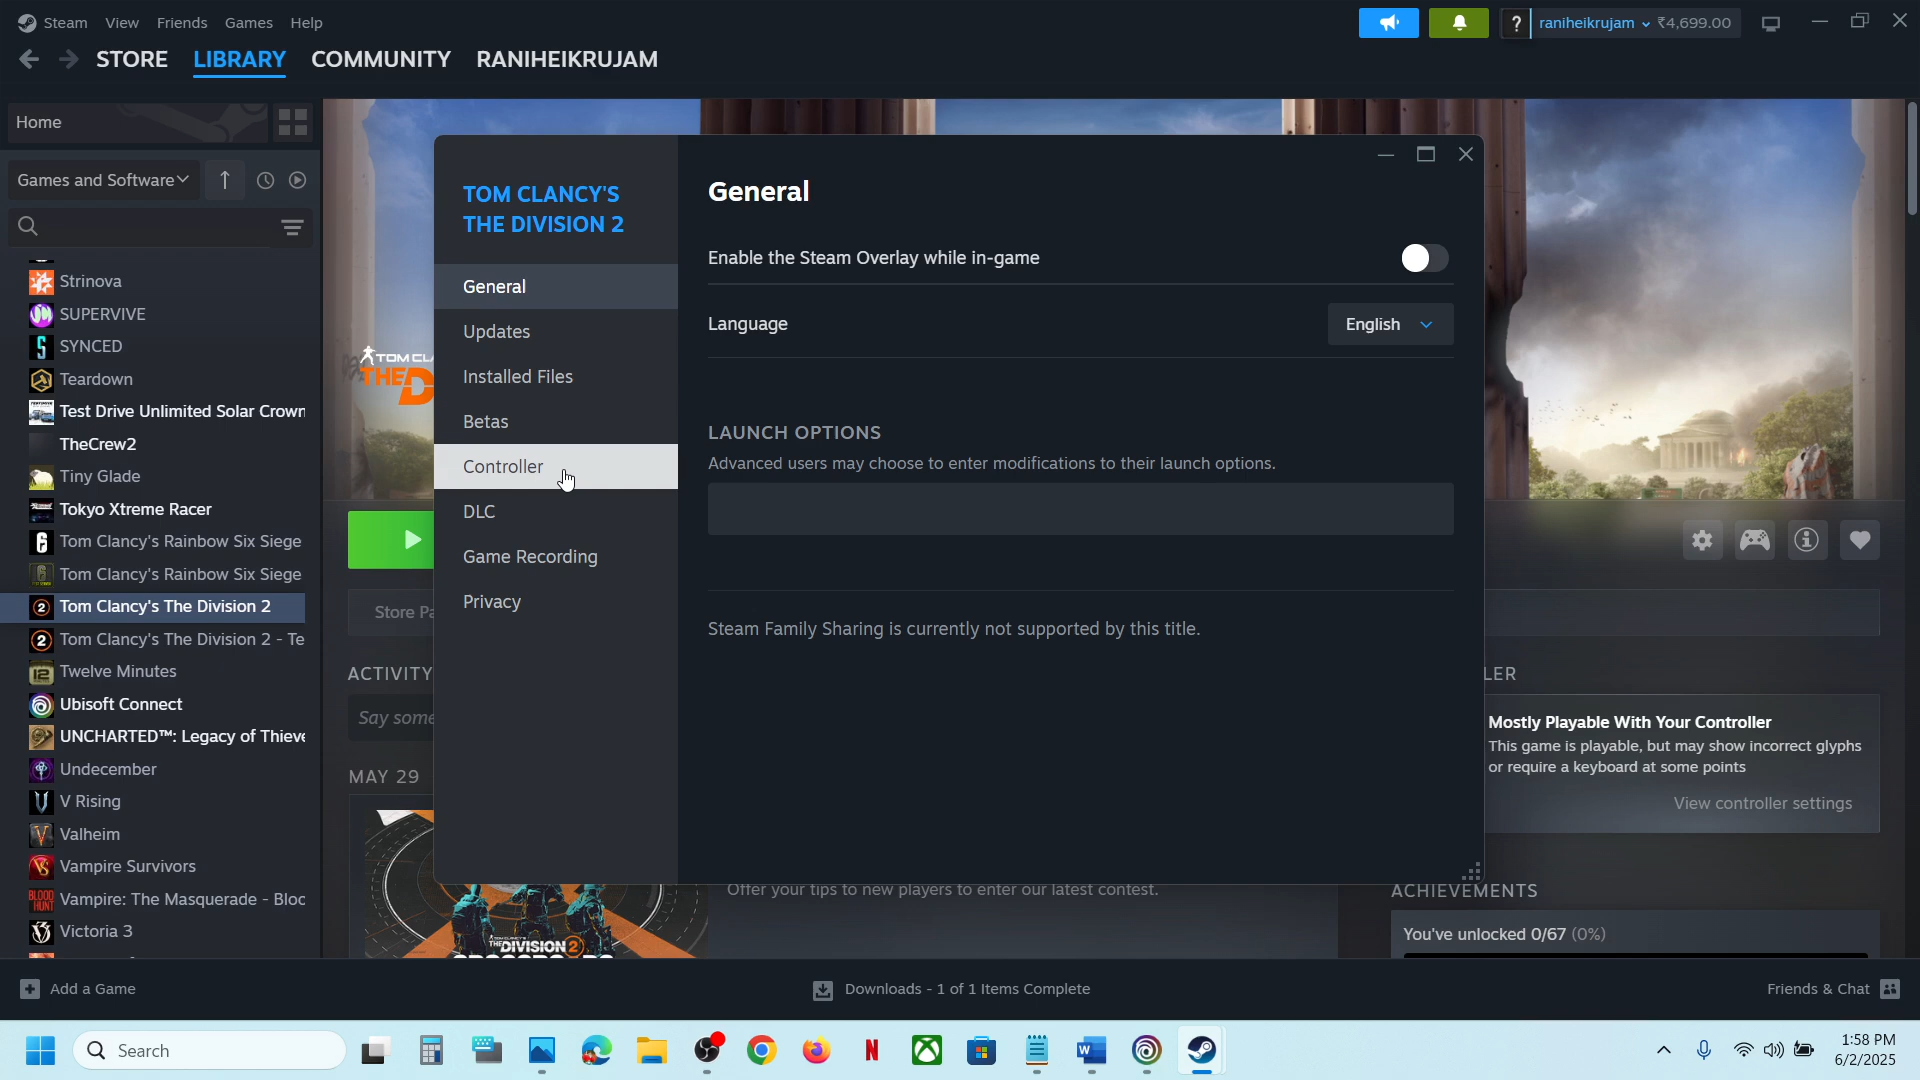 Steam View Friends Games Help
raniheikrujam ₹4,699.00
STORE LIBRARY COMMUNITY RANIHEIKRUJAM
Home
Games and Software
Strinova
SUPERVIVE
SYNCED
Teardown
Test Drive Unlimited Solar Crown
TheCrew2
Tiny Glade
Tokyo Xtreme Racer
Tom Clancy's Rainbow Six Siege
Tom Clancy's Rainbow Six Siege
Tom Clancy's The Division 2
Tom Clancy's The Division 2 - Te
Twelve Minutes
Ubisoft Connect
UNCHARTED™: Legacy of Thieve
Undecember
V Rising
Valheim
Vampire Survivors
Vampire: The Masquerade - Bloo
Victoria 3
TOM CLANCY'S
THE DIVISION 2
General
Updates
Installed Files
Betas
Controller
DLC
Game Recording
Privacy
General
Enable the Steam Overlay while in-game
Language English
LAUNCH OPTIONS
Advanced users may choose to enter modifications to their launch options.
Steam Family Sharing is currently not supported by this title.
TOM CL
THE D
Store Pa
ACTIVITY
Say some
MAY 29
THE DIVISION 2
Offer your tips to new players to enter our latest contest.
LER
Mostly Playable With Your Controller
This game is playable, but may show incorrect glyphs
or require a keyboard at some points
View controller settings
ACHIEVEMENTS
You've unlocked 0/67 (0%)
Add a Game
Downloads - 1 of 1 Items Complete
Friends & Chat
Search
1:58 PM
6/2/2025